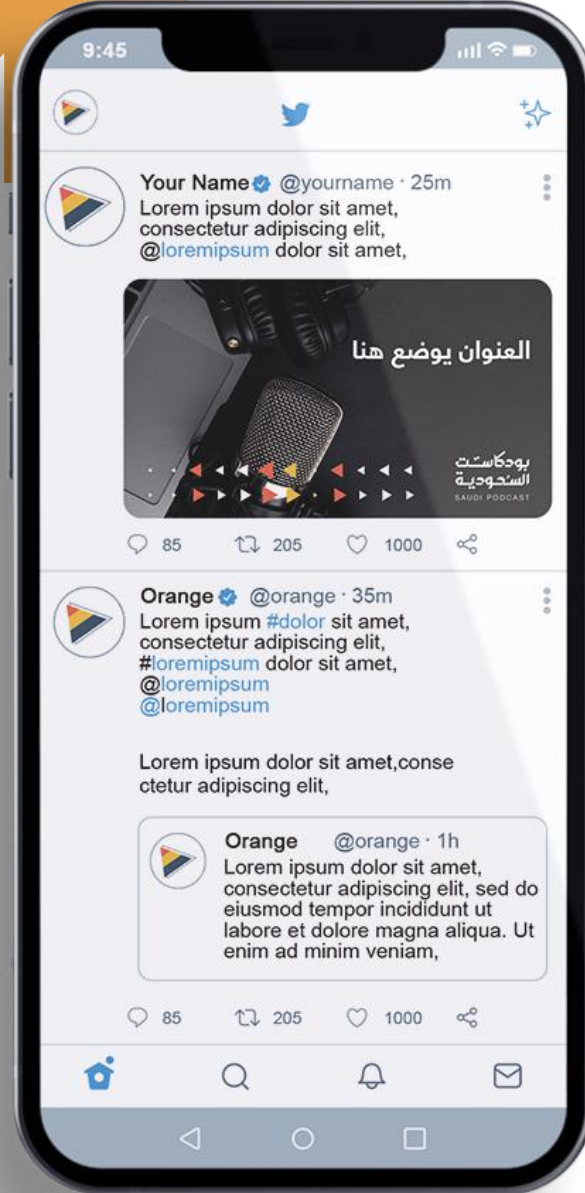 9:45
Your Name @yourname · 25m
Lorem ipsum dolor sit amet,
consectetur adipiscing elit,
@loremipsum dolor sit amet,
العنوان يوضع هنا
بودكاست
السعودية
SAUDI PODCAST
85 205 1000
Orange @orange · 35m
Lorem ipsum #dolor sit amet,
consectetur adipiscing elit,
#loremipsum dolor sit amet,
@loremipsum
@loremipsum
Lorem ipsum dolor sit amet,conse
ctetur adipiscing elit,
Orange @orange · 1h
Lorem ipsum dolor sit amet,
consectetur adipiscing elit, sed do
eiusmod tempor incididunt ut
labore et dolore magna aliqua. Ut
enim ad minim veniam,
85 205 1000